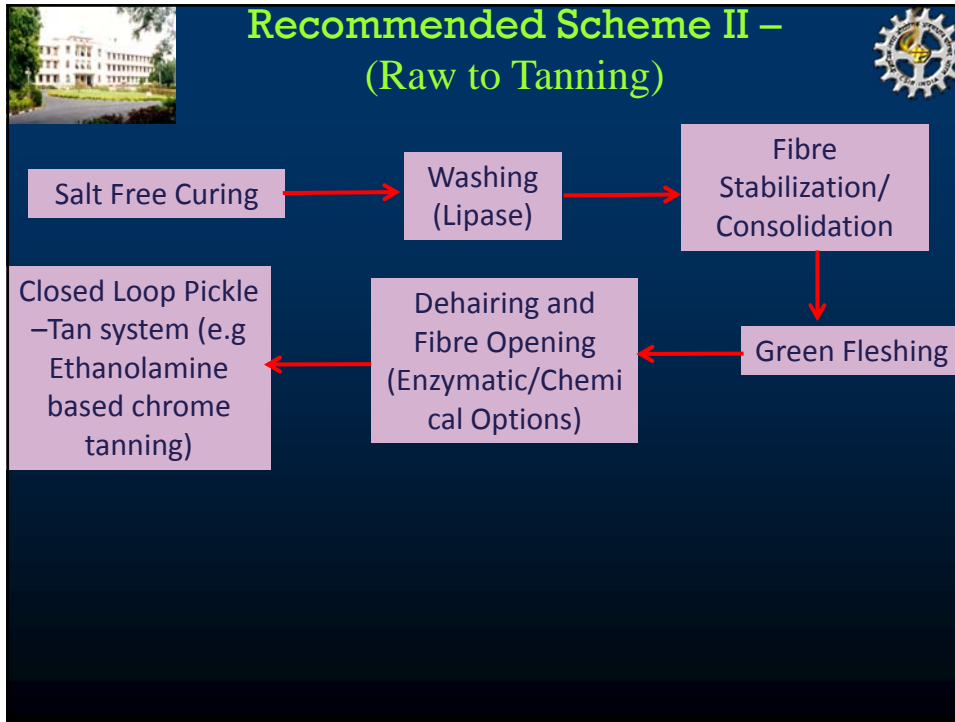 Recommended Scheme II –
(Raw to Tanning)
Salt Free Curing
Washing
(Lipase)
Fibre
Stabilization/
Consolidation
Green Fleshing
Dehairing and
Fibre Opening
(Enzymatic/Chemi
cal Options)
Closed Loop Pickle
–Tan system (e.g
Ethanolamine
based chrome
tanning)